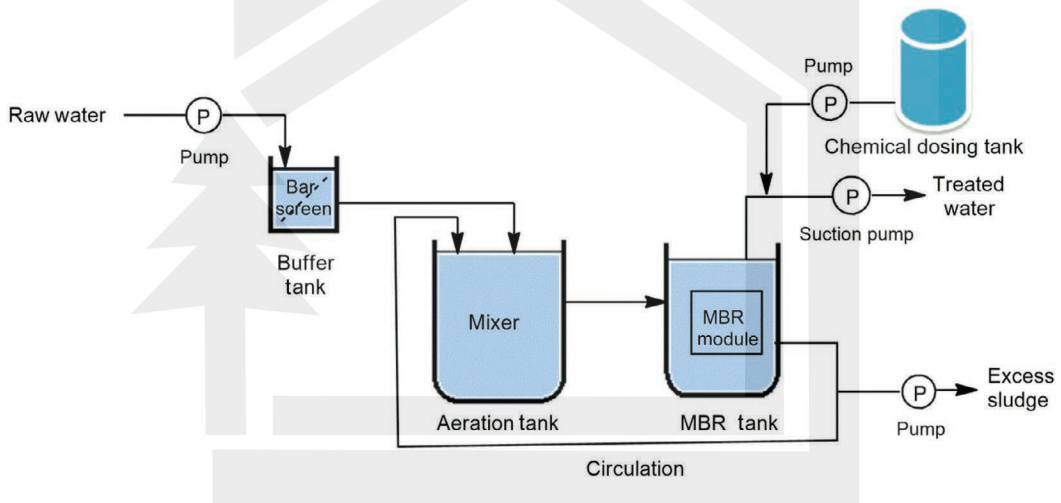 Raw water
P
Pump
Bar
screen
Buffer
tank
Mixer
Aeration tank
MBR
module
MBR tank
Circulation
Pump
P
Chemical dosing tank
P
Suction pump
Treated
water
P
Pump
Excess
sludge